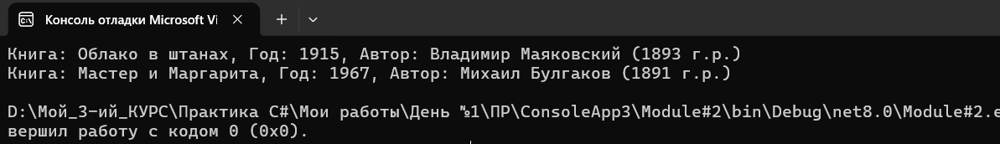 Консоль отладки Microsoft Vi
Книга: Облако в штанах, Год: 1915, Автор: Владимир Маяковский (1893 г.р.)
Книга: Мастер и Маргарита, Год: 1967, Автор: Михаил Булгаков (1891 г.р.)
D:\Мой_3-ий_КУРС\Практика C#\Мои работы\День №1\ПР\ConsoleApp3\Module#2\bin\Debug\net8.0\Module#2.e
вершил работу с кодом 0 (0x0).